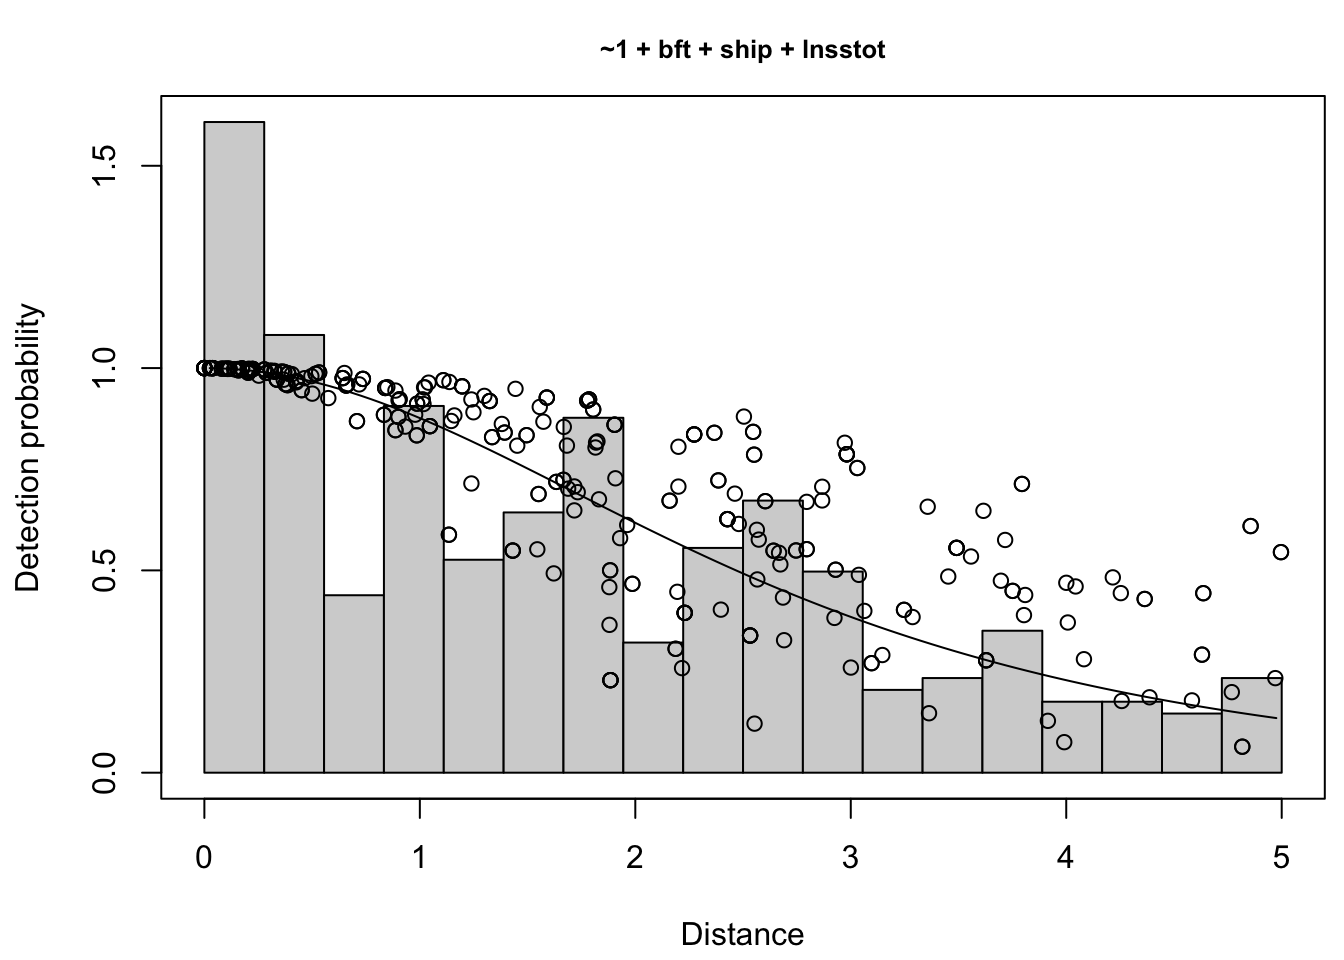 ~1 + bft + ship + lnsstot
Detection probability
1.5
1.0
0.5
0.0
0 1 2 3 4 5
Distance